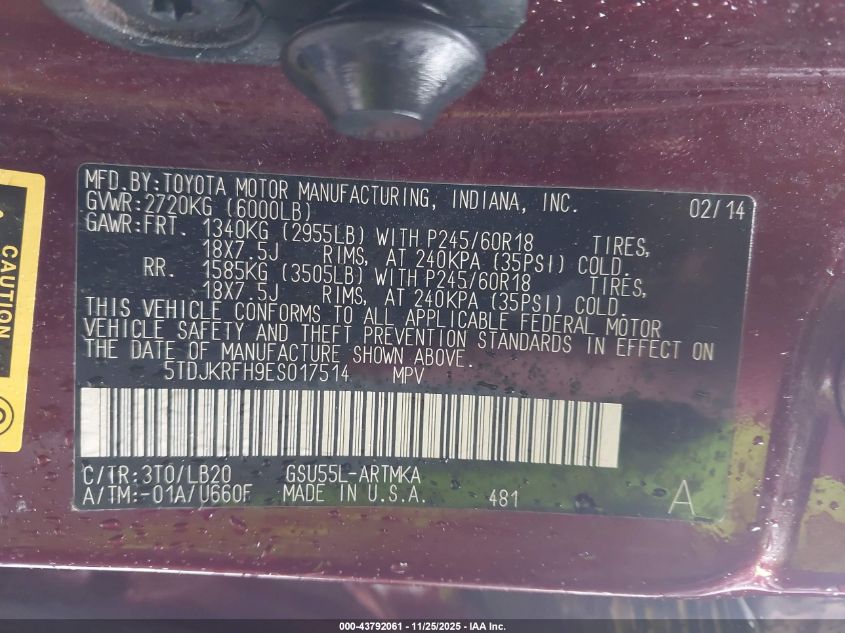 MFD.BY:TOYOTA MOTOR MANUFACTURING, INDIANA, INC. 02/14
GVWR:2720KG (6000LB)
GAWR:FRT. 1340KG (2955LB) WITH P245/60R18 TIRES,
18X7.5J RIMS, AT 240KPA (35PSI) COLD.
RR. 1585KG (3505LB) WITH P245/60R18 TIRES,
18X7.5J RIMS, AT 240KPA (35PSI) COLD.
THIS VEHICLE CONFORMS TO ALL APPLICABLE FEDERAL MOTOR
VEHICLE SAFETY AND THEFT PREVENTION STANDARDS IN EFFECT ON
THE DATE OF MANUFACTURE SHOWN ABOVE.
5TDJKRFH9ES017514 MPV
C/TR:3T0/LB20 GSU55L-ARTMKA
A/TM:-01A/U660F MADE IN U.S.A. 481 A
CAUTION
000-43792061 - 11/25/2025 - IAA Inc.